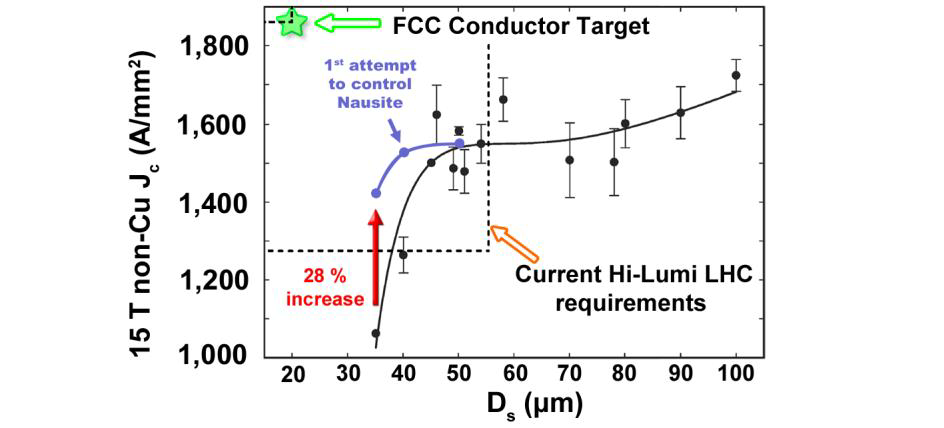 FCC Conductor Target
1st attempt
to control
Nausite
28 %
increase
Current Hi-Lumi LHC
requirements
15 T non-Cu Jc (A/mm²)
1,800
1,600
1,400
1,200
1,000
20 30 40 50 60 70 80 90 100
Ds (µm)